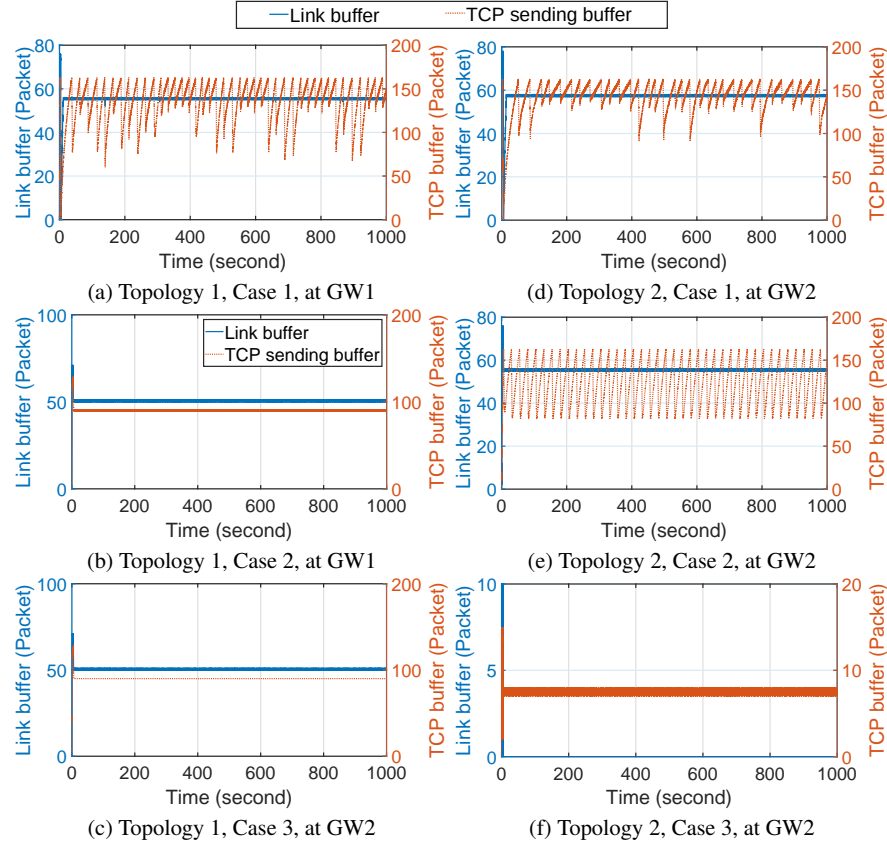 Link buffer TCP sending buffer
80 200
60 150
40 100
20 50
0 0
0 200 400 600 800 1000
Link buffer (Packet)
TCP buffer (Packet)
Time (second)
(a) Topology 1, Case 1, at GW1
80 200
60 150
40 100
20 50
0 0
0 200 400 600 800 1000
Link buffer (Packet)
TCP buffer (Packet)
Time (second)
(d) Topology 2, Case 1, at GW2
Link buffer
TCP sending buffer
100 200
50 100
0 0
0 200 400 600 800 1000
Link buffer (Packet)
TCP buffer (Packet)
Time (second)
(b) Topology 1, Case 2, at GW1
80 200
60 150
40 100
20 50
0 0
0 200 400 600 800 1000
Link buffer (Packet)
TCP buffer (Packet)
Time (second)
(e) Topology 2, Case 2, at GW2
100 200
50 100
0 0
0 200 400 600 800 1000
Link buffer (Packet)
TCP buffer (Packet)
Time (second)
(c) Topology 1, Case 3, at GW2
10 20
5 10
0 0
0 200 400 600 800 1000
Link buffer (Packet)
TCP buffer (Packet)
Time (second)
(f) Topology 2, Case 3, at GW2